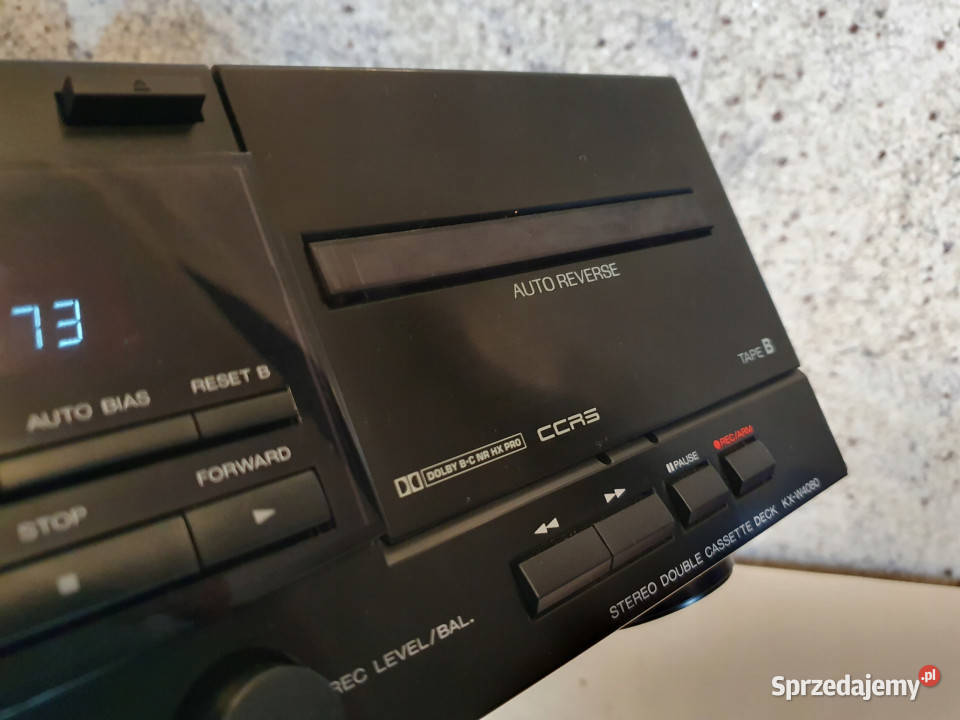 73
AUTO BIAS
RESET B
STOP
FORWARD
REC LEVEL/BAL.
AUTO REVERSE
TAPE B
DOLBY B-C NR HX PRO
CCRS
PAUSE
REC/ARM
STEREO DOUBLE CASSETTE DECK KX-W4080
Sprzedajemy.pl